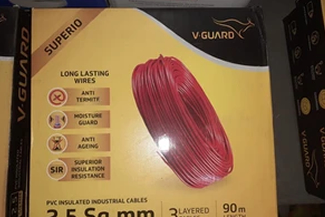 SUPERIO
V-GUARD
V-GUARD
LONG LASTING
WIRES
ANTI
TERMITE
MOISTURE
GUARD
ANTI
AGEING
SIR
SUPERIOR
INSULATION
RESISTANCE
PVC INSULATED INDUSTRIAL CABLES
2.5 Sq mm
3 LAYERED
90m
LENGTH